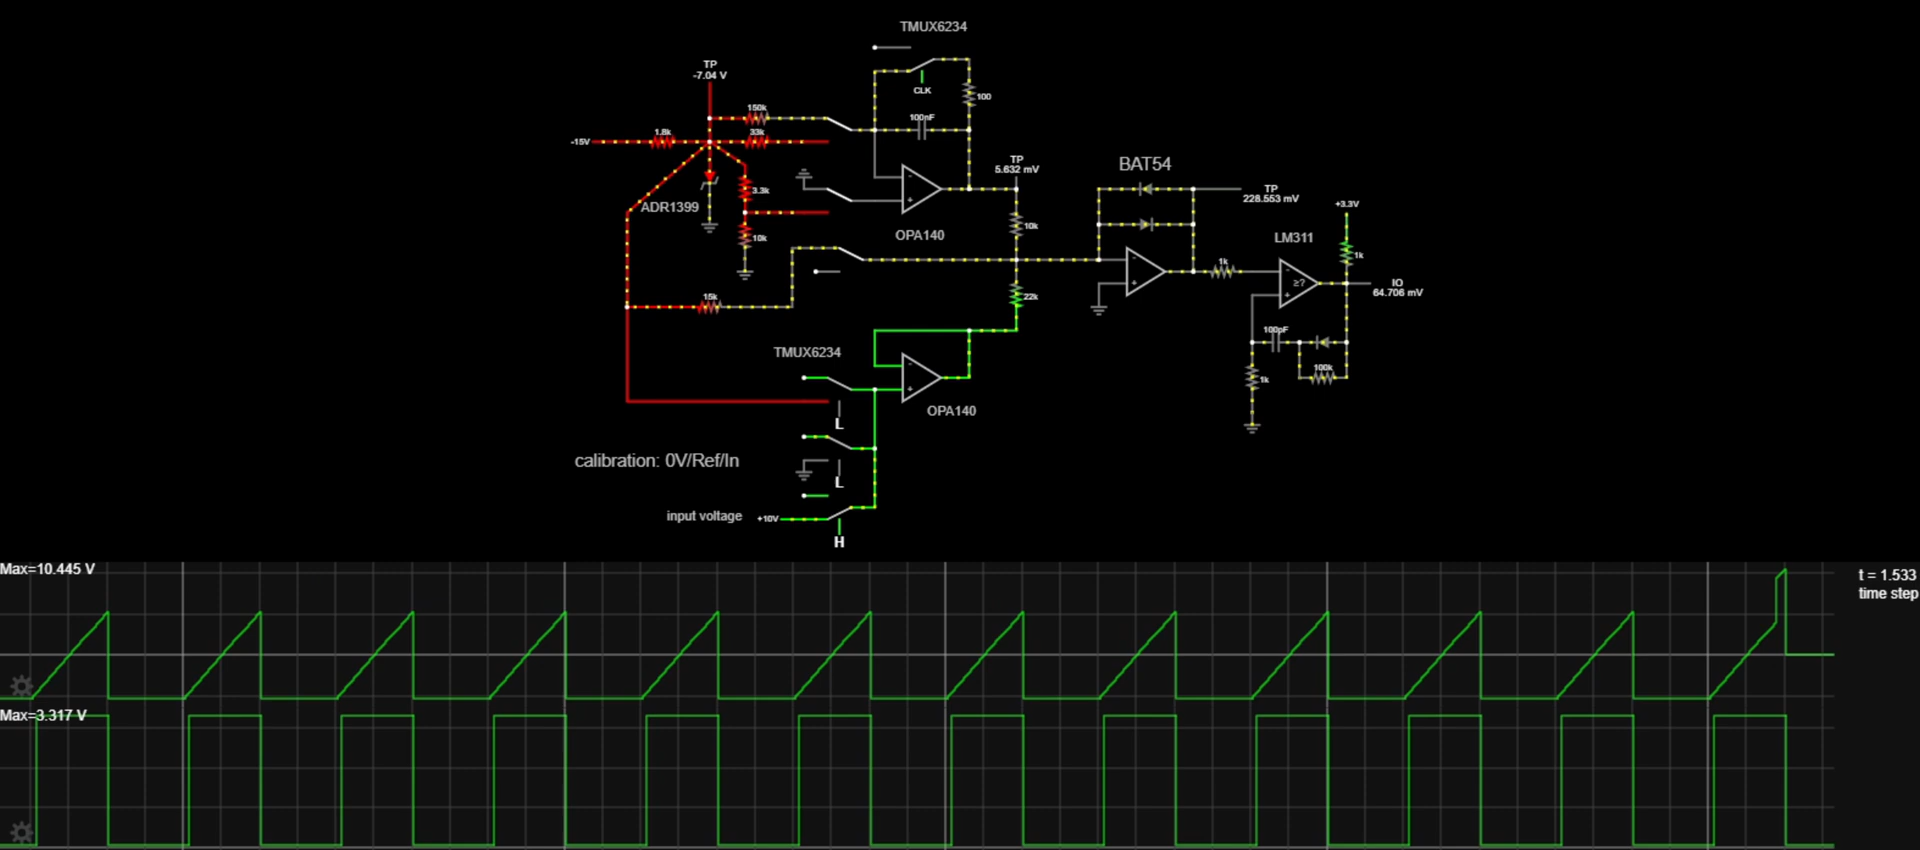 TMUX6234
TP
-7.04 V
CLK
100
150k
100nF
-15V
1.8k
33k
TP
5.632 mV
BAT54
3.3k
TP
228.553 mV
ADR1399
+3.3V
10k
OPA140
10k
LM311
1k
1k
≥?
IO
64.706 mV
15k
22k
100pF
TMUX6234
100k
1k
OPA140
L
calibration: 0V/Ref/In
L
input voltage
+10V
H
Max=10.445 V
t = 1.533
time step
Max=3.317 V